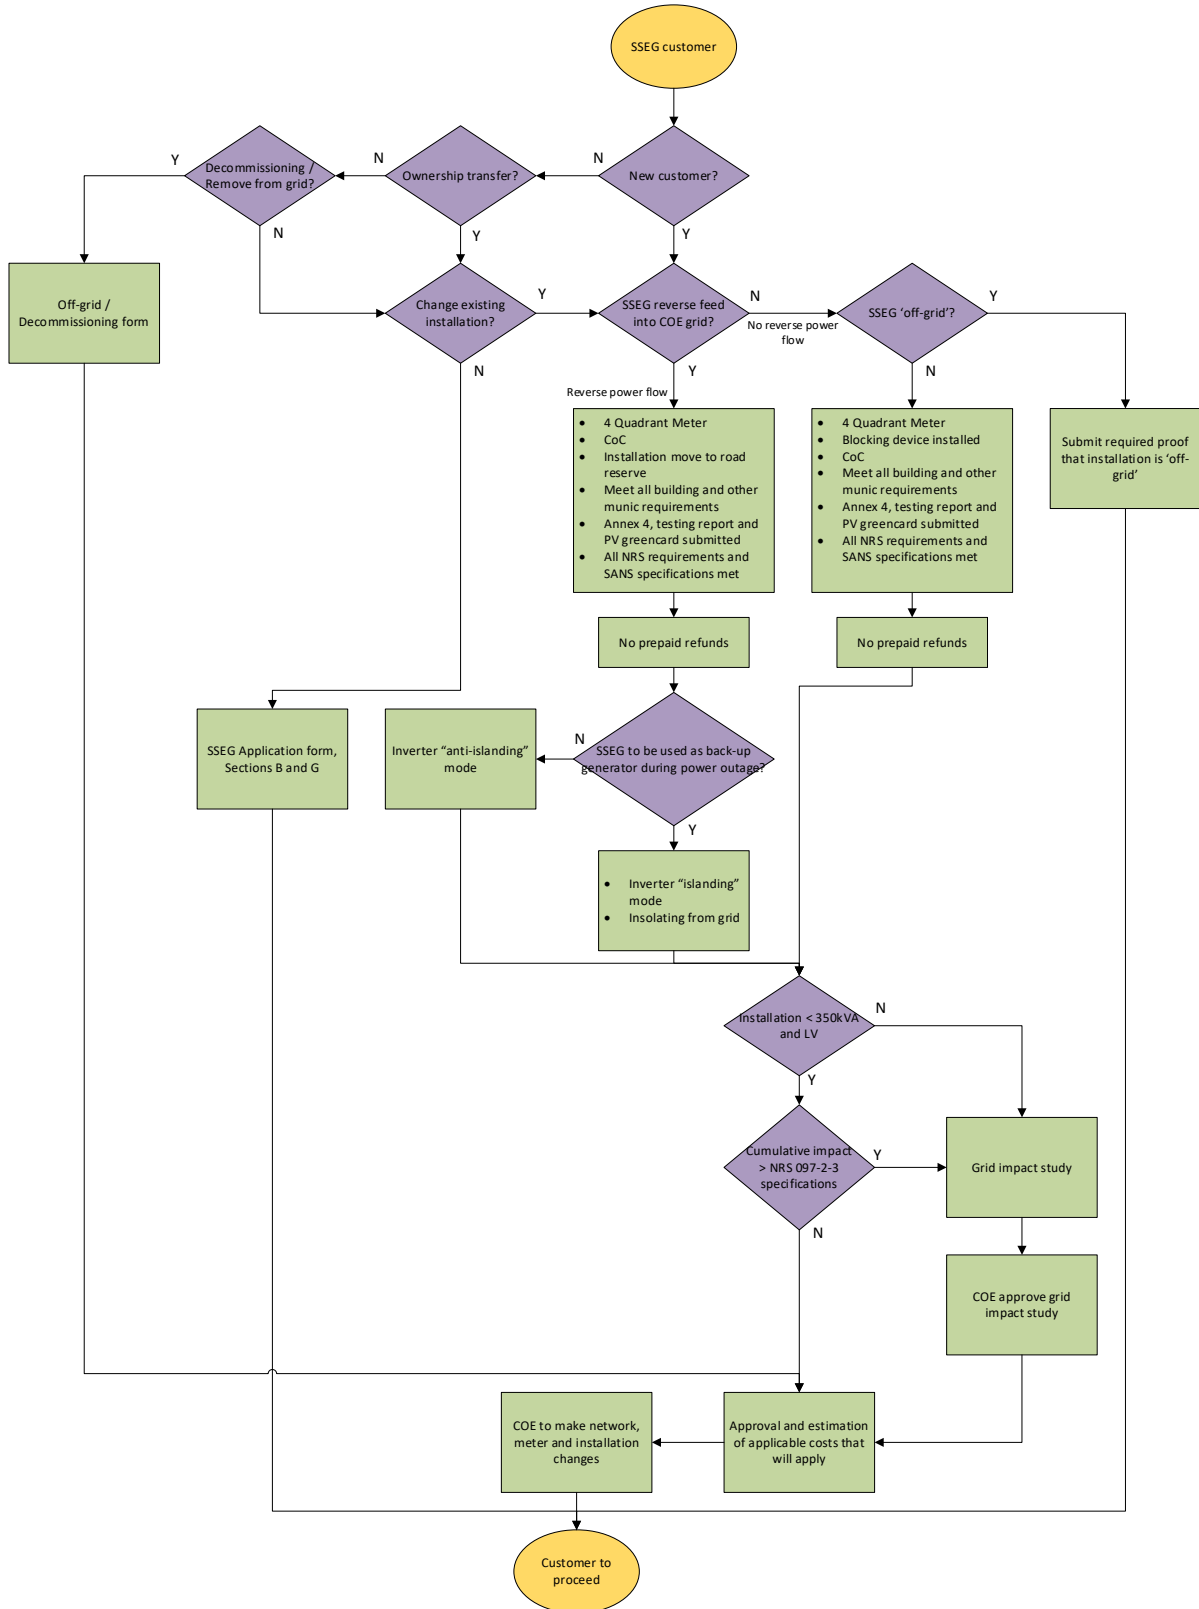 SSEG customer
Y
Decommissioning /
Remove from grid?
N
N
Ownership transfer?
Y
N
New customer?
Y
Off-grid /
Decommissioning form
Change existing
installation?
Y
N
SSEG reverse feed
into COE grid?
N
No reverse power
flow
Y
Reverse power flow
SSEG ‘off-grid’?
Y
N
• 4 Quadrant Meter
• CoC
• Installation move to road
reserve
• Meet all building and other
munic requirements
• Annex 4, testing report and
PV greencard submitted
• All NRS requirements and
SANS specifications met
• 4 Quadrant Meter
• Blocking device installed
• CoC
• Meet all building and other
munic requirements
• Annex 4, testing report and
PV greencard submitted
• All NRS requirements and
SANS specifications met
Submit required proof
that installation is ‘off-
grid’
No prepaid refunds
No prepaid refunds
SSEG Application form,
Sections B and G
Inverter “anti-islanding”
mode
N
SSEG to be used as back-up
generator during power outage?
Y
• Inverter “islanding”
mode
• Insolating from grid
Installation < 350kVA
and LV
N
Y
Cumulative impact
> NRS 097-2-3
specifications
Y
N
Grid impact study
COE approve grid
impact study
COE to make network,
meter and installation
changes
Approval and estimation
of applicable costs that
will apply
Customer to
proceed